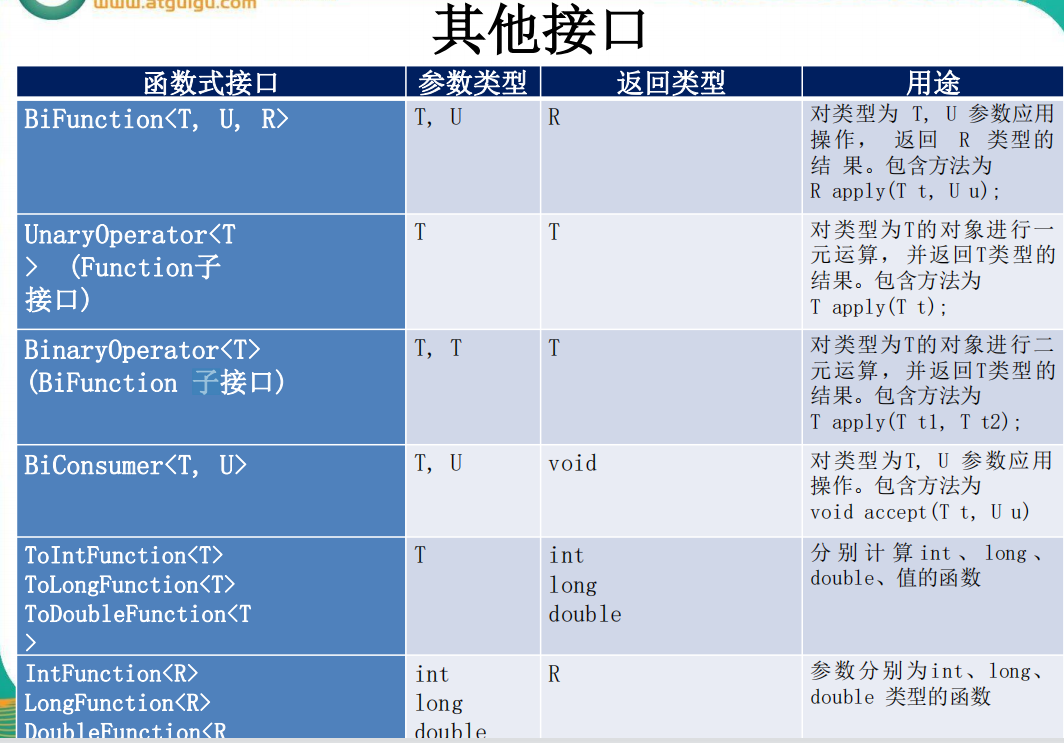 www.atguigu.com
其他接口
函数式接口 参数类型 返回类型 用途
BiFunction<T, U, R>
T, U
R
对类型为 T, U 参数应用
操作, 返回 R 类型的
结 果。包含方法为
R apply(T t, U u);
UnaryOperator<T
> (Function子
接口)
T
T
对类型为T的对象进行一
元运算, 并返回T类型的
结果。包含方法为
T apply(T t);
BinaryOperator<T>
(BiFunction 子接口)
T, T
T
对类型为T的对象进行二
元运算, 并返回T类型的
结果。包含方法为
T apply(T t1, T t2);
BiConsumer<T, U>
T, U
void
对类型为T, U 参数应用
操作。包含方法为
void accept(T t, U u)
ToIntFunction<T>
ToLongFunction<T>
ToDoubleFunction<T
>
T
int
long
double
分别计算int、long、
double、值的函数
IntFunction<R>
LongFunction<R>
DoubleFunction<R
int
long
double
R
参数分别为int、long、
double 类型的函数